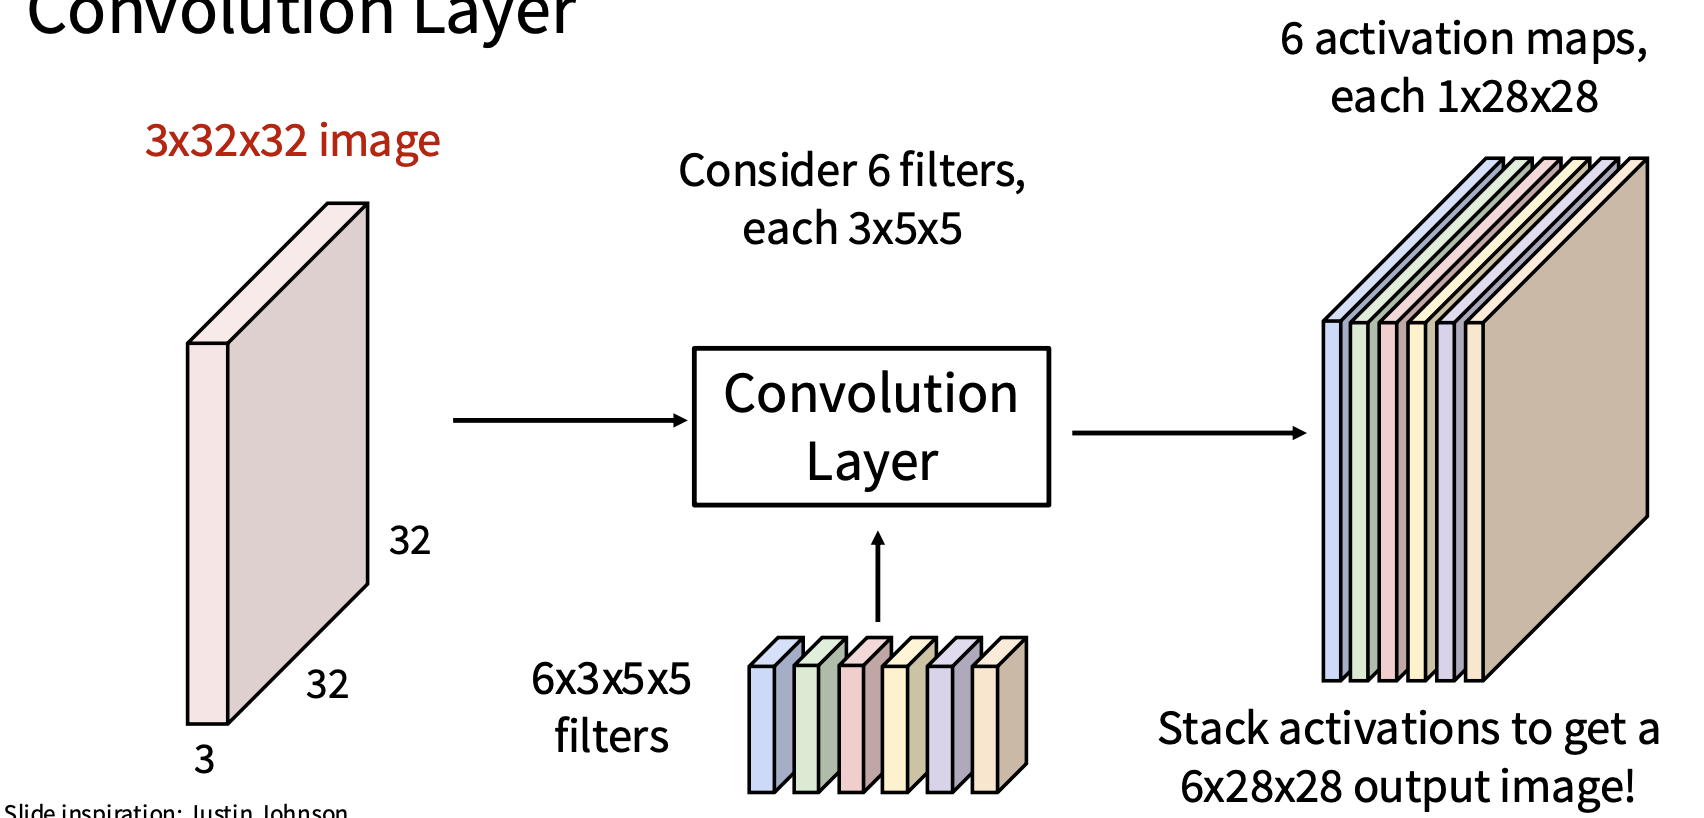 Convolution Layer
3x32x32 image
32
32
3
Consider 6 filters,
each 3x5x5
Convolution
Layer
6x3x5x5
filters
6 activation maps,
each 1x28x28
Stack activations to get a
6x28x28 output image!
Slide inspiration: Justin Johnson